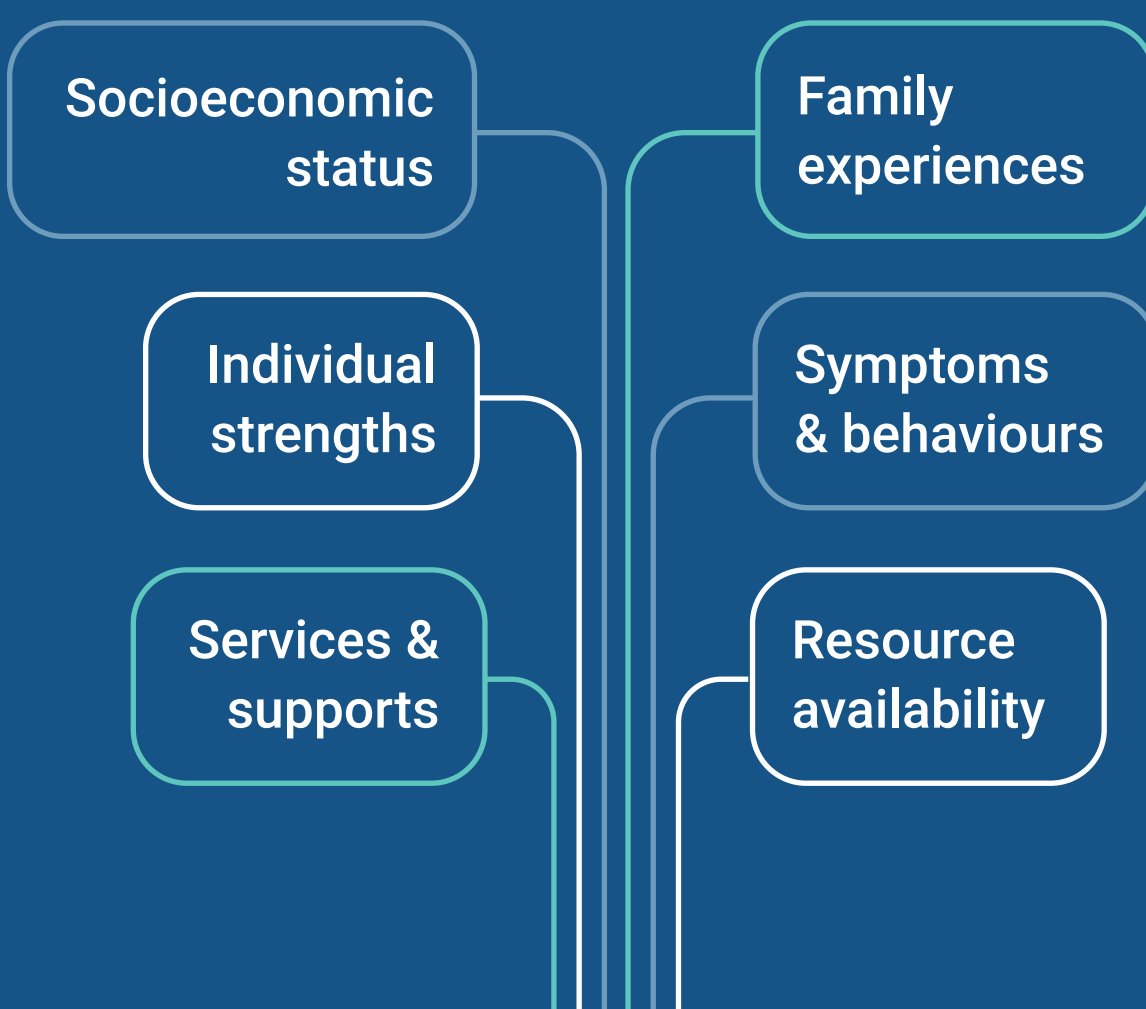 Socioeconomic
status
Family
experiences
Individual
strengths
Symptoms
& behaviours
Services &
supports
Resource
availability